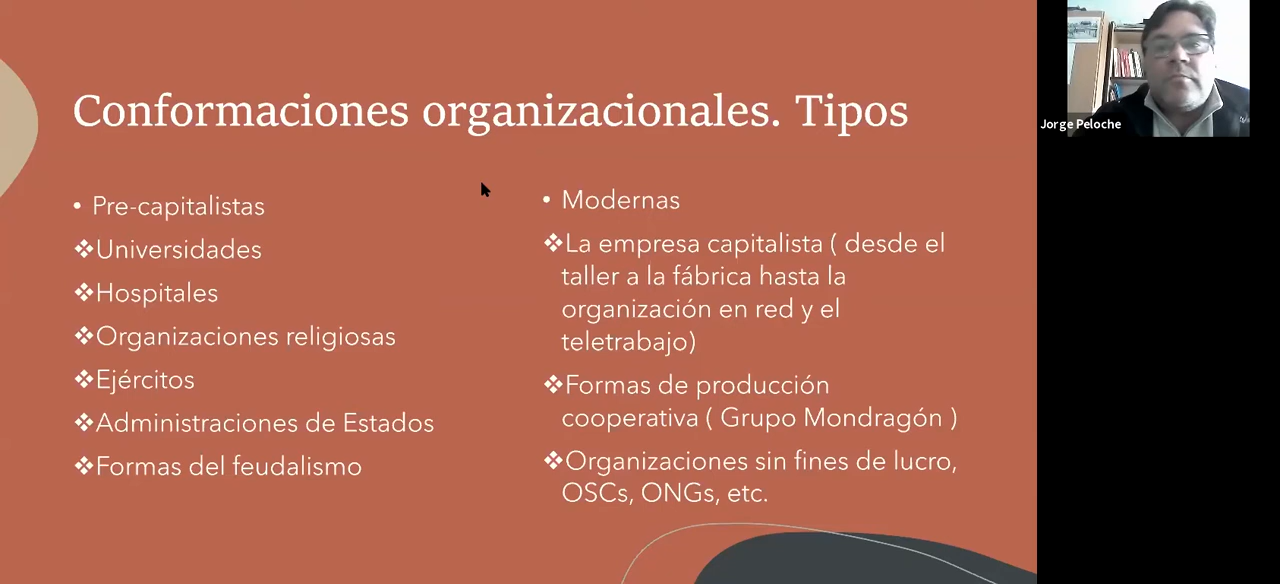 Conformaciones organizacionales. Tipos
• Pre-capitalistas
❖Universidades
❖Hospitales
❖Organizaciones religiosas
❖Ejércitos
❖Administraciones de Estados
❖Formas del feudalismo
• Modernas
❖La empresa capitalista ( desde el
taller a la fábrica hasta la
organización en red y el
teletrabajo)
❖Formas de producción
cooperativa ( Grupo Mondragón )
❖Organizaciones sin fines de lucro,
OSCs, ONGs, etc.
Jorge Peloche